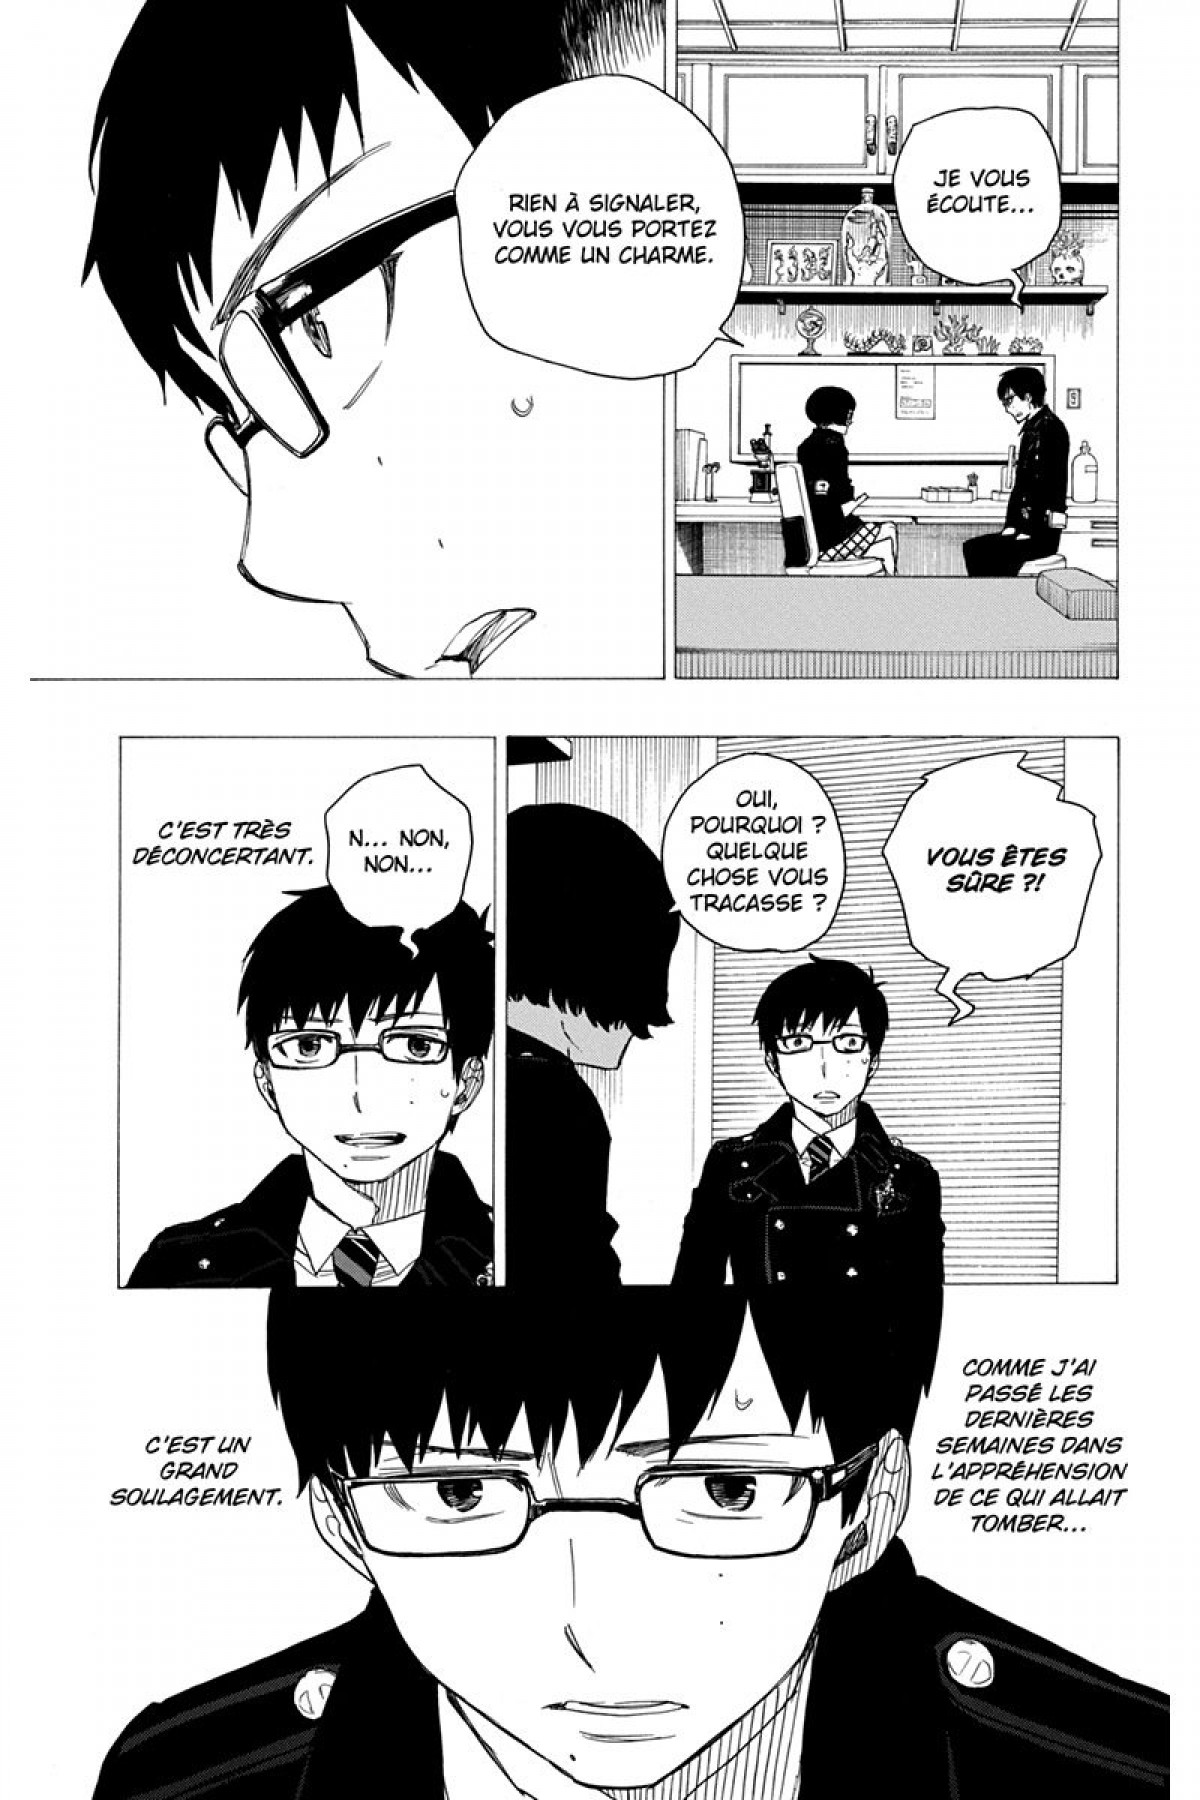 JE VOUS
ÉCOUTE...
RIEN À SIGNALER,
VOUS VOUS PORTEZ
COMME UN CHARME.
VOUS ÊTES
SÛRE ?!
OUI,
POURQUOI ?
QUELQUE
CHOSE VOUS
TRACASSE ?
N... NON,
NON...
C'EST TRÈS
DÉCONCERTANT.
COMME J'AI
PASSÉ LES
DERNIÈRES
SEMAINES DANS
L'APPRÉHENSION
DE CE QUI ALLAIT
TOMBER...
C'EST UN
GRAND
SOULAGEMENT.